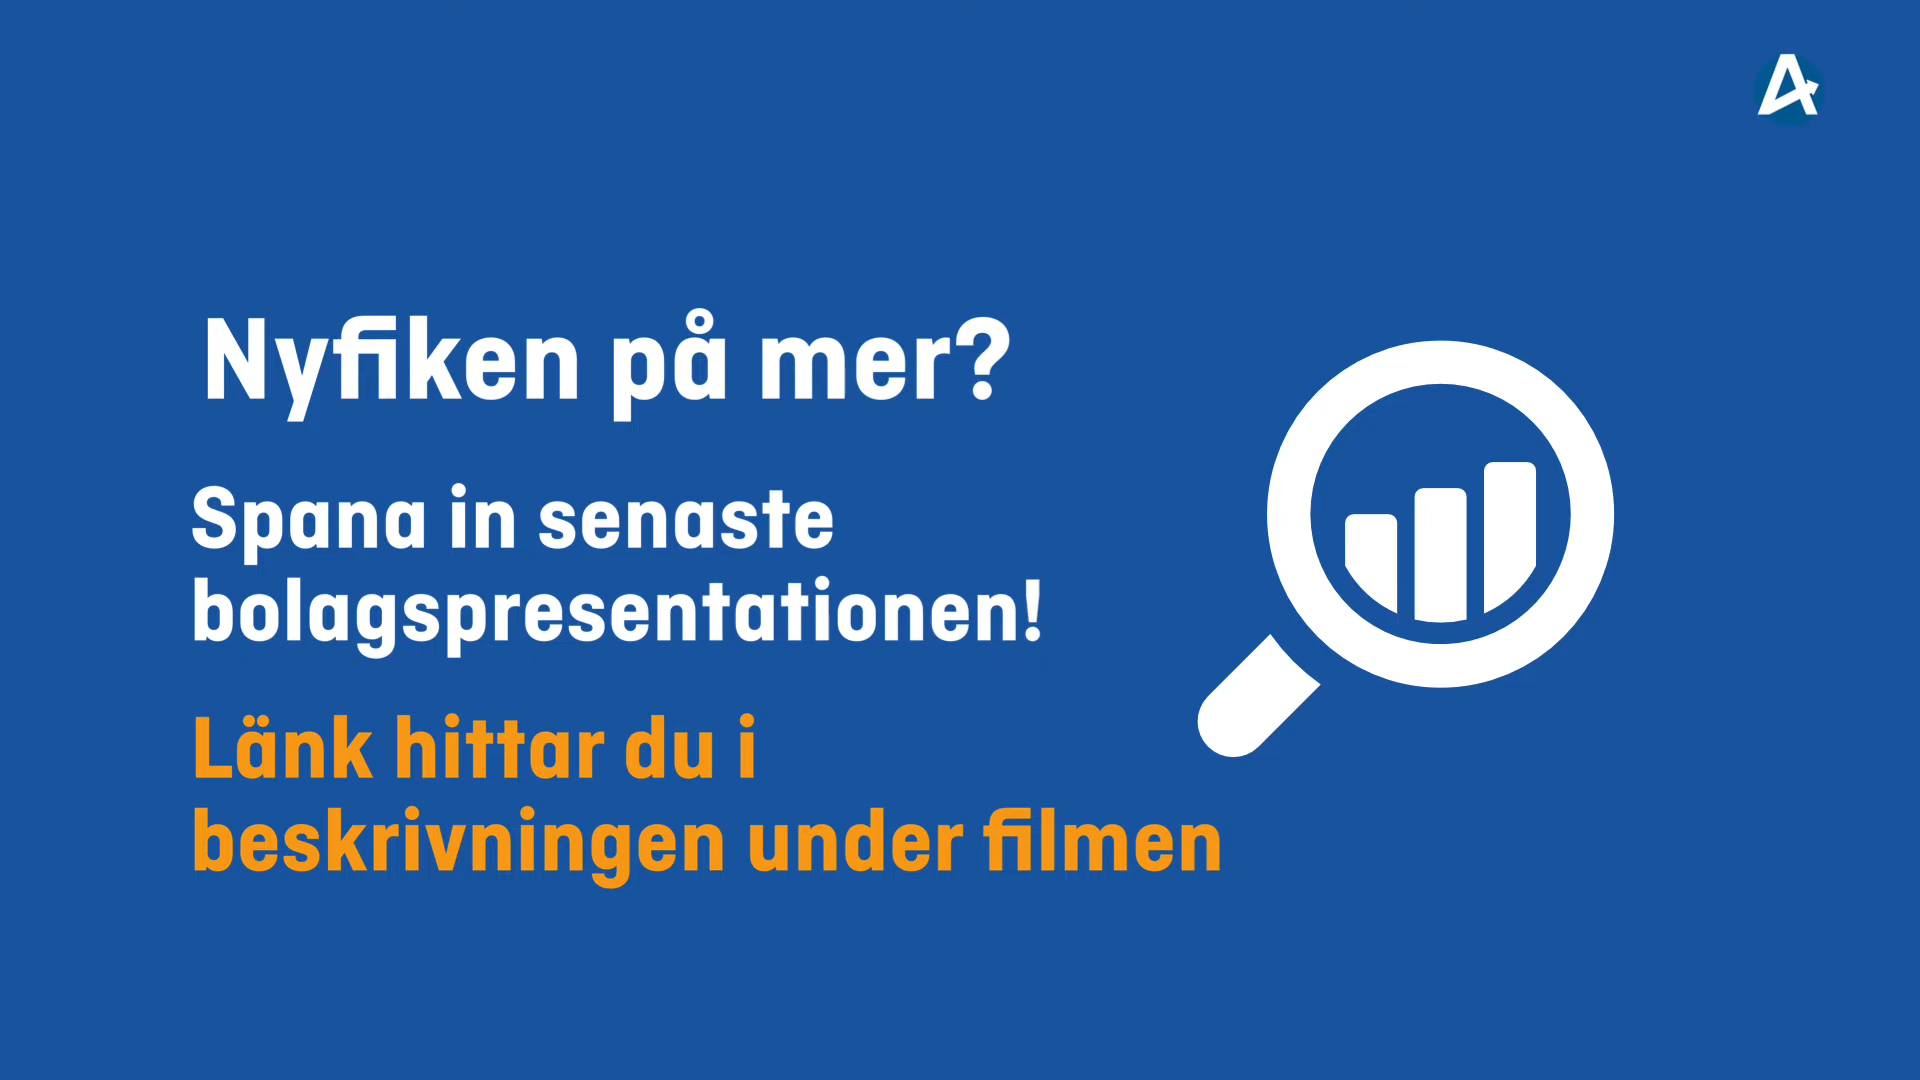 Nyfiken på mer?
Spana in senaste
bolagspresentationen!
Länk hittar du i
beskrivningen under filmen